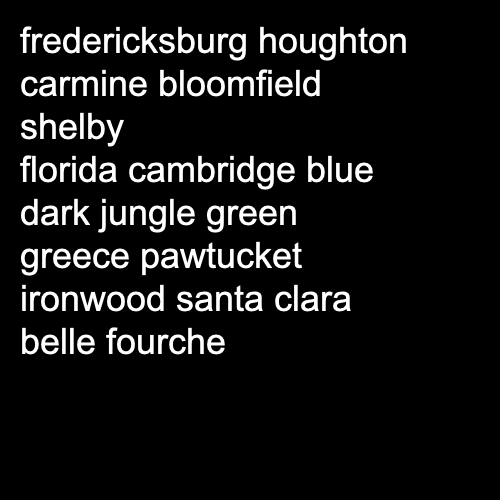 fredericksburg houghton
carmine bloomfield
shelby
florida cambridge blue
dark jungle green
greece pawtucket
ironwood santa clara
belle fourche